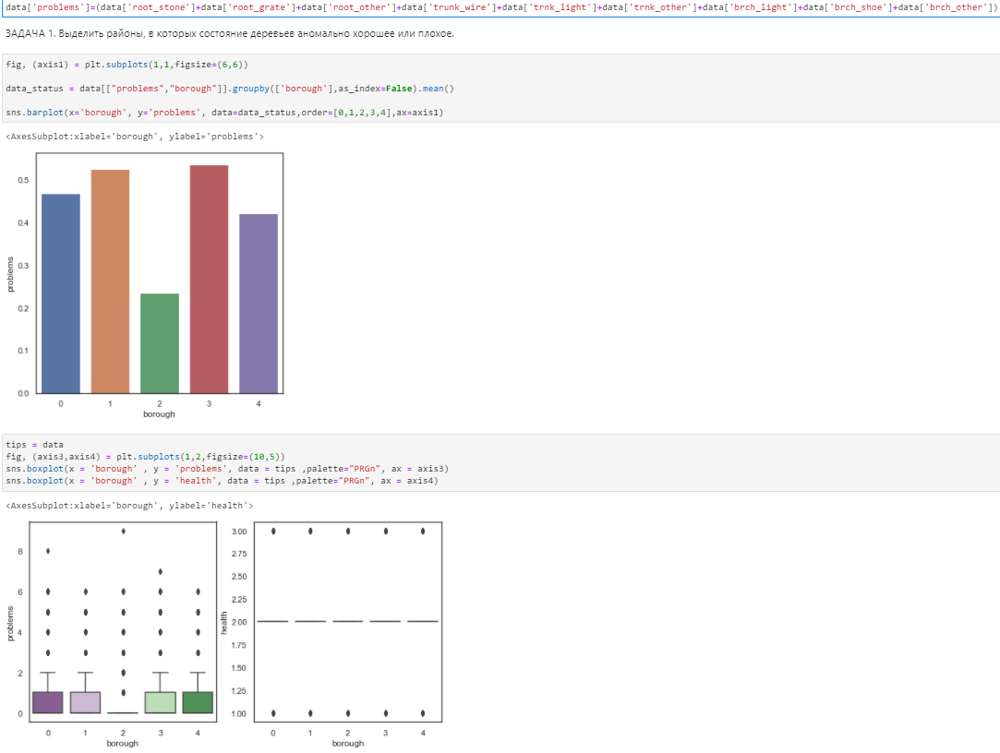 data['problems']=(data['root_stone']+data['root_grate']+data['root_other']+data['trunk_wire']+data['trnk_light']+data['trnk_other']+data['brch_light']+data['brch_shoe']+data['brch_other'])
ЗАДАЧА 1. Выделить районы, в которых состояние деревьев аномально хорошее или плохое.
fig, (axis1) = plt.subplots(1,1,figsize=(6,6))
data_status = data[["problems","borough"]].groupby(['borough'],as_index=False).mean()
sns.barplot(x='borough', y='problems', data=data_status,order=[0,1,2,3,4],ax=axis1)
<AxesSubplot:xlabel='borough', ylabel='problems'>
0.5
0.4
0.3
0.2
0.1
0.0
problems
0 1 2 3 4
borough
tips = data
fig, (axis3,axis4) = plt.subplots(1,2,figsize=(10,5))
sns.boxplot(x = 'borough' , y = 'problems', data = tips ,palette="PRGn", ax = axis3)
sns.boxplot(x = 'borough' , y = 'health', data = tips ,palette="PRGn", ax = axis4)
<AxesSubplot:xlabel='borough', ylabel='health'>
8
6
4
2
0
problems
0 1 2 3 4
borough
3.00
2.75
2.50
2.25
2.00
1.75
1.50
1.25
1.00
health
0 1 2 3 4
borough